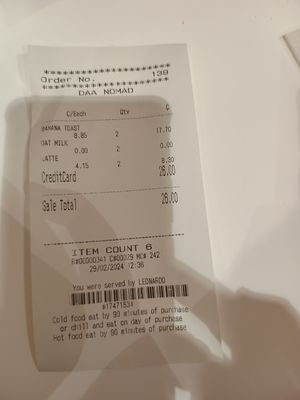 ********************
Order No. 139
********************
DAA NOMAD
€/Each Qty €
BANANA TOAST
8.85 2 17.70
OAT MILK
0.00 2 0.00
LATTE
4.15 2 8.30
CreditCard 26.00
Sale Total 26.00
ITEM COUNT 6
29/02/2024 12:36
You were served by LEONARDO
Cold food eat by 90 minutes of purchase
or chill and eat on day of purchase
Hot food eat by 90 minutes of purchase